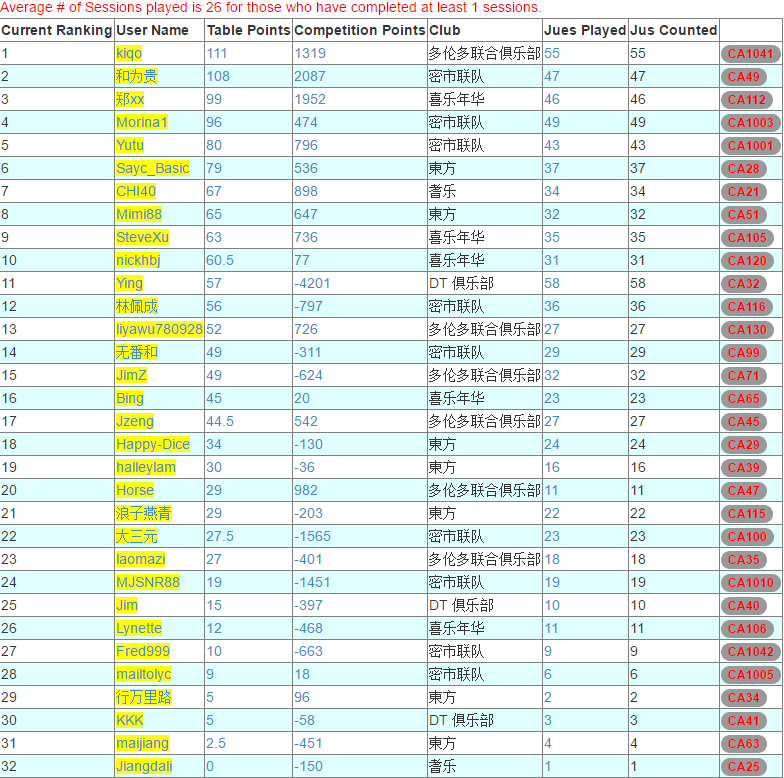 Average # of Sessions played is 26 for those who have completed at least 1 sessions.
Current Ranking User Name Table Points Competition Points Club Jues Played Jus Counted
1 kiqo 111 1319 多伦多联合俱乐部 55 55 CA1041
2 和为贵 108 2087 密市联队 47 47 CA49
3 郑xx 99 1952 喜乐年华 46 46 CA112
4 Morina1 96 474 密市联队 49 49 CA1003
5 Yutu 80 796 密市联队 43 43 CA1001
6 Sayc_Basic 79 536 東方 37 37 CA28
7 CHI40 67 898 耆乐 34 34 CA21
8 Mimi88 65 647 東方 32 32 CA51
9 SteveXu 63 736 喜乐年华 35 35 CA105
10 nickhbj 60.5 77 喜乐年华 31 31 CA120
11 Ying 57 -4201 DT 俱乐部 58 58 CA32
12 林佩成 56 -797 密市联队 36 36 CA116
13 liyawu780928 52 726 多伦多联合俱乐部 27 27 CA130
14 无番和 49 -311 密市联队 29 29 CA99
15 JimZ 49 -624 多伦多联合俱乐部 32 32 CA71
16 Bing 45 20 喜乐年华 23 23 CA65
17 Jzeng 44.5 542 多伦多联合俱乐部 27 27 CA45
18 Happy-Dice 34 -130 東方 24 24 CA29
19 halleylam 30 -36 東方 16 16 CA39
20 Horse 29 982 多伦多联合俱乐部 11 11 CA47
21 浪子燕青 29 -203 東方 22 22 CA115
22 大三元 27.5 -1565 密市联队 23 23 CA100
23 laomazi 27 -401 多伦多联合俱乐部 18 18 CA35
24 MJSNR88 19 -1451 密市联队 19 19 CA1010
25 Jim 15 -397 DT 俱乐部 10 10 CA40
26 Lynette 12 -468 喜乐年华 11 11 CA106
27 Fred999 10 -663 密市联队 9 9 CA1042
28 mailtolyc 9 18 密市联队 6 6 CA1005
29 行万里路 5 96 東方 2 2 CA34
30 KKK 5 -58 DT 俱乐部 3 3 CA41
31 maijiang 2.5 -451 東方 4 4 CA63
32 Jiangdali 0 -150 耆乐 1 1 CA25